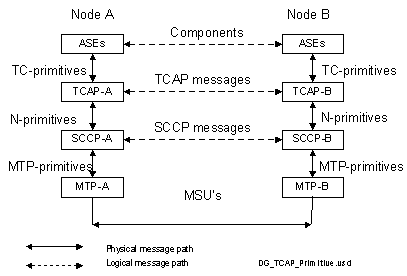 Node A Node B
ASEs Components ASEs
TC-primitives TC-primitives
TCAP-A TCAP messages TCAP-B
N-primitives N-primitives
SCCP-A SCCP messages SCCP-B
MTP-primitives MTP-primitives
MTP-A MSU's MTP-B
Physical message path
Logical message path DG_TCAP_Primitive.usd